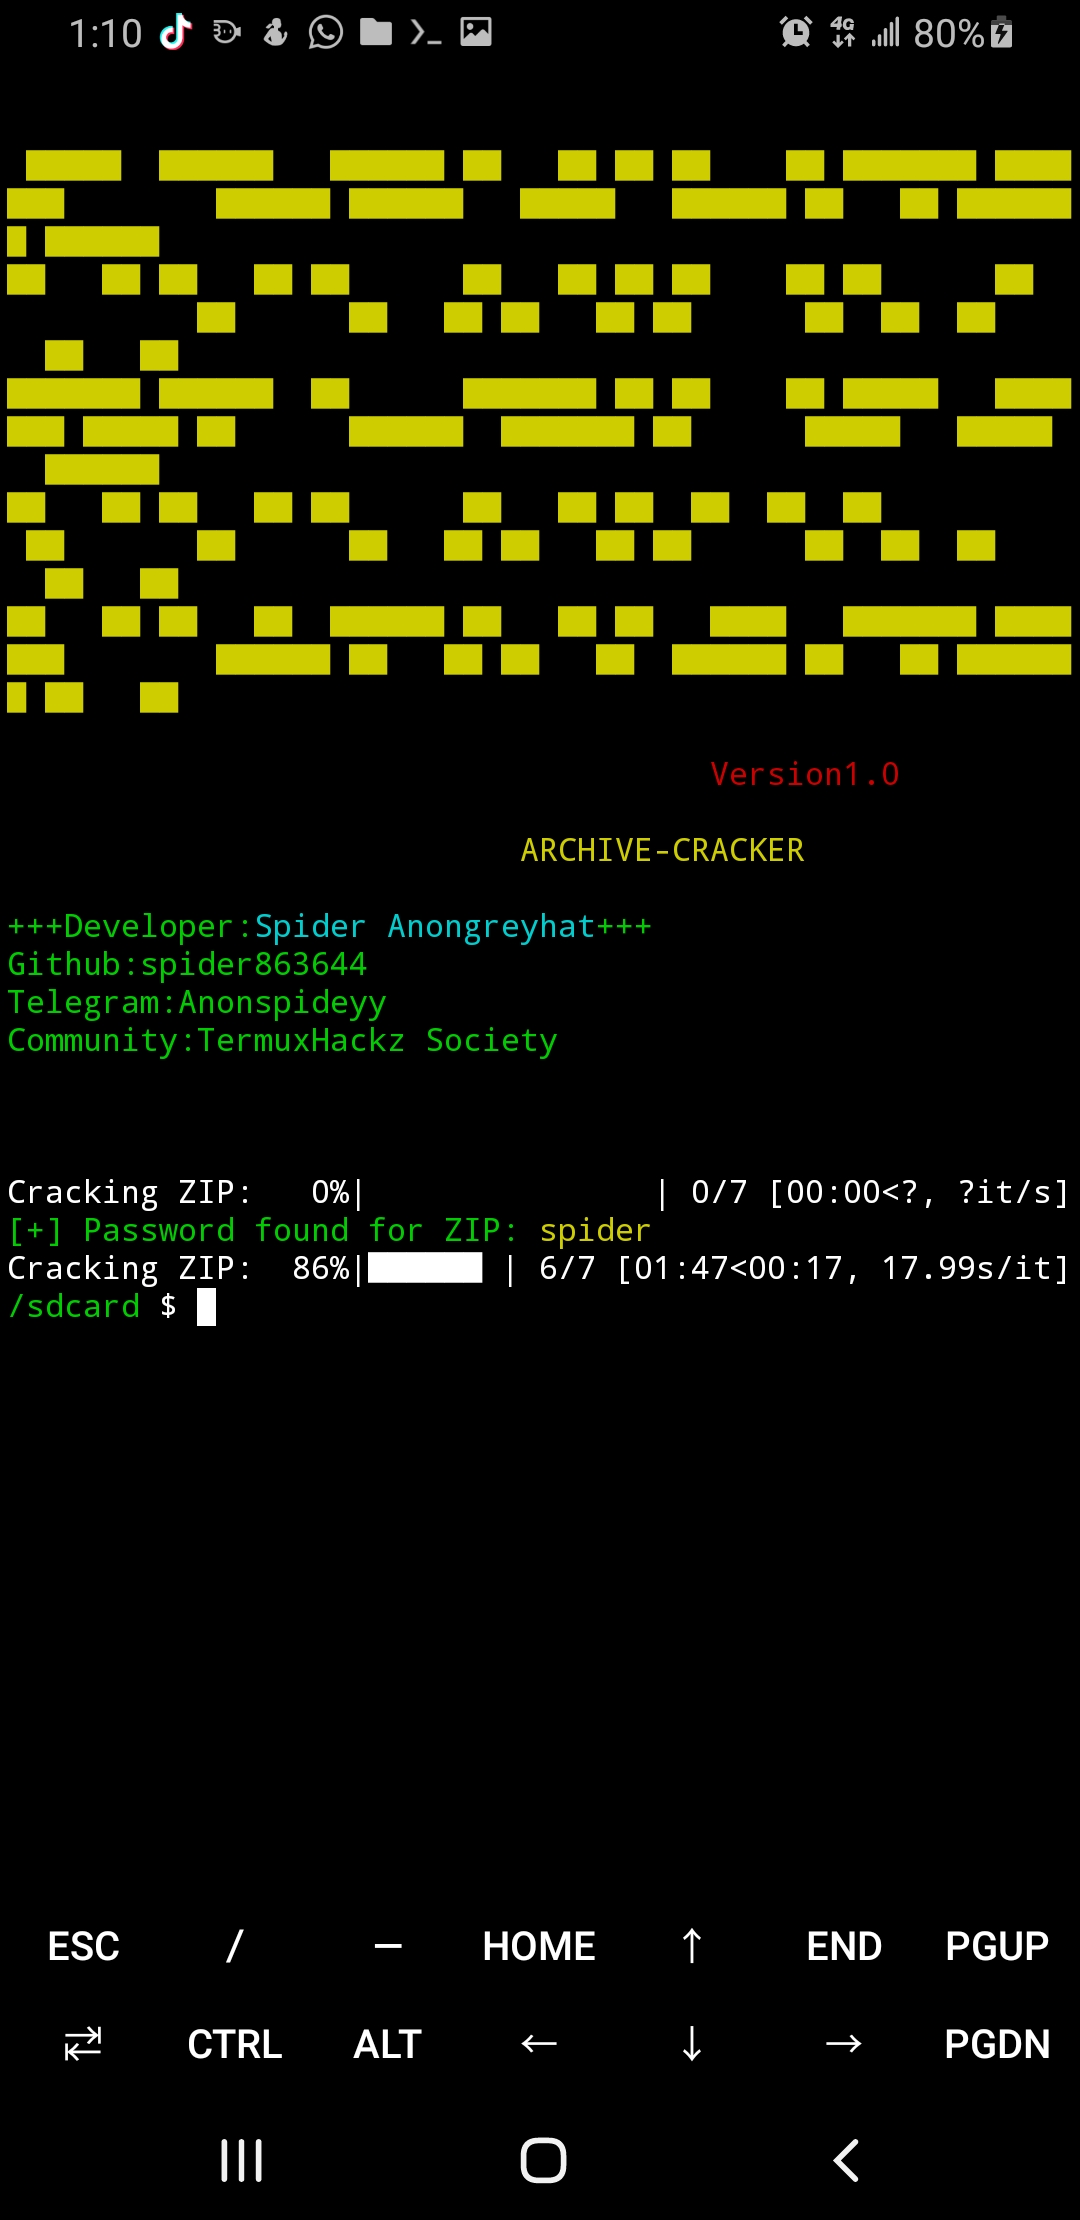 1:10 4G 80%
Version1.0
ARCHIVE-CRACKER
+++Developer:Spider Anongreyhat+++
Github:spider863644
Telegram:Anonspideyy
Community:TermuxHackz Society
Cracking ZIP:   0%|               | 0/7 [00:00<?, ?it/s]
[+] Password found for ZIP: spider
Cracking ZIP:  86%|██████ | 6/7 [01:47<00:17, 17.99s/it]
/sdcard $
ESC / — HOME ↑ END PGUP
⇄ CTRL ALT ← ↓ → PGDN